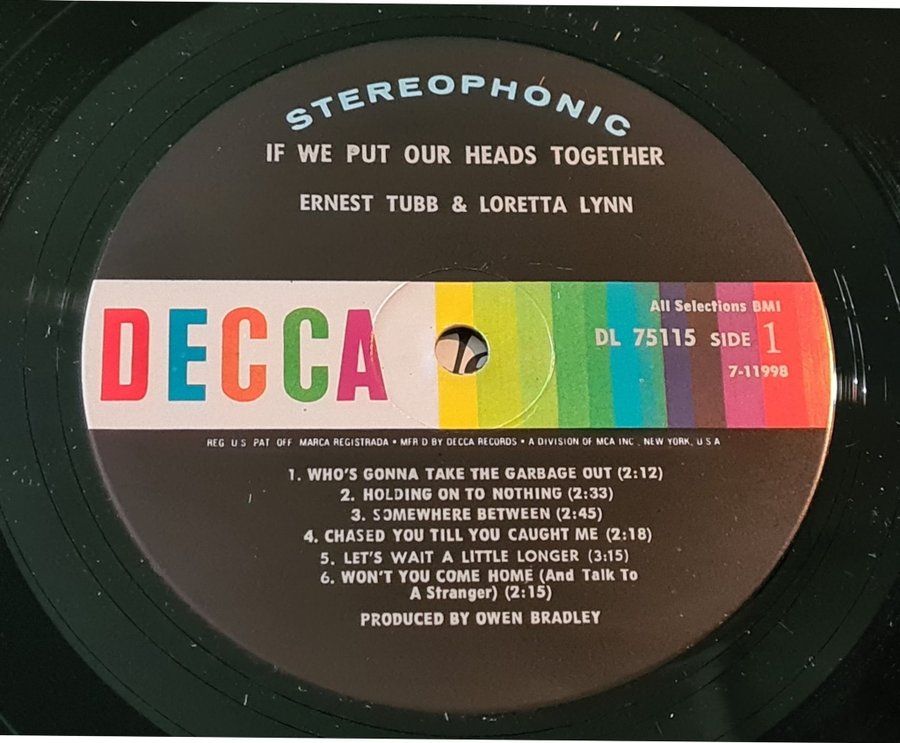 STEREOPHONIC
IF WE PUT OUR HEADS TOGETHER
ERNEST TUBB & LORETTA LYNN
DECCA
All Selections BMI
DL 75115 SIDE 1
7-11998
REG U S PAT OFF MARCA REGISTRADA • MFR D BY DECCA RECORDS • A DIVISION OF MCA INC , NEW YORK, U S A
1. WHO'S GONNA TAKE THE GARBAGE OUT (2:12)
2. HOLDING ON TO NOTHING (2:33)
3. SOMEWHERE BETWEEN (2:45)
4. CHASED YOU TILL YOU CAUGHT ME (2:18)
5. LET'S WAIT A LITTLE LONGER (3:15)
6. WON'T YOU COME HOME (And Talk To
A Stranger) (2:15)
PRODUCED BY OWEN BRADLEY